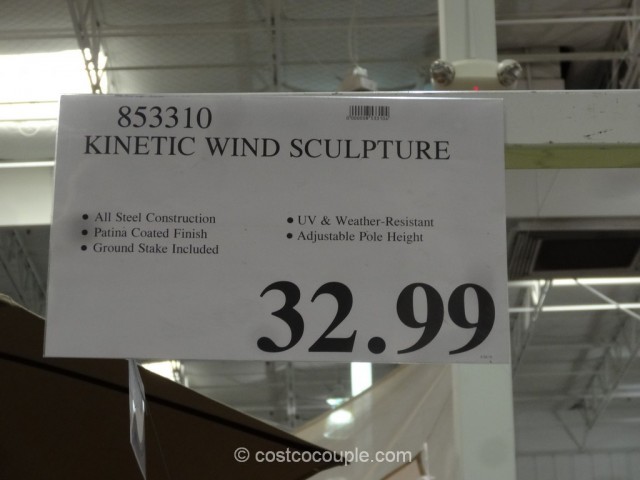 853310
KINETIC WIND SCULPTURE
• All Steel Construction
• Patina Coated Finish
• Ground Stake Included
• UV & Weather-Resistant
• Adjustable Pole Height
32.99
© costcocouple.com